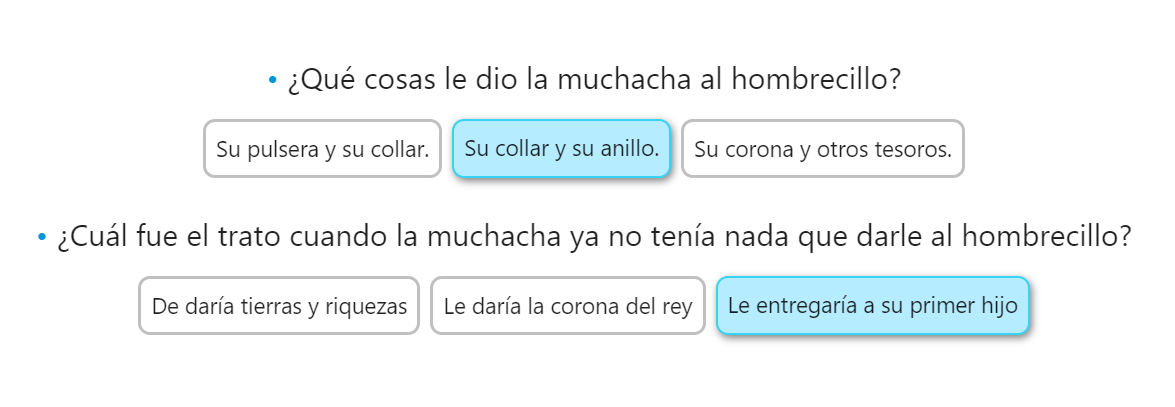 • ¿Qué cosas le dio la muchacha al hombrecillo?
Su pulsera y su collar. Su collar y su anillo. Su corona y otros tesoros.
• ¿Cuál fue el trato cuando la muchacha ya no tenía nada que darle al hombrecillo?
De daría tierras y riquezas Le daría la corona del rey Le entregaría a su primer hijo